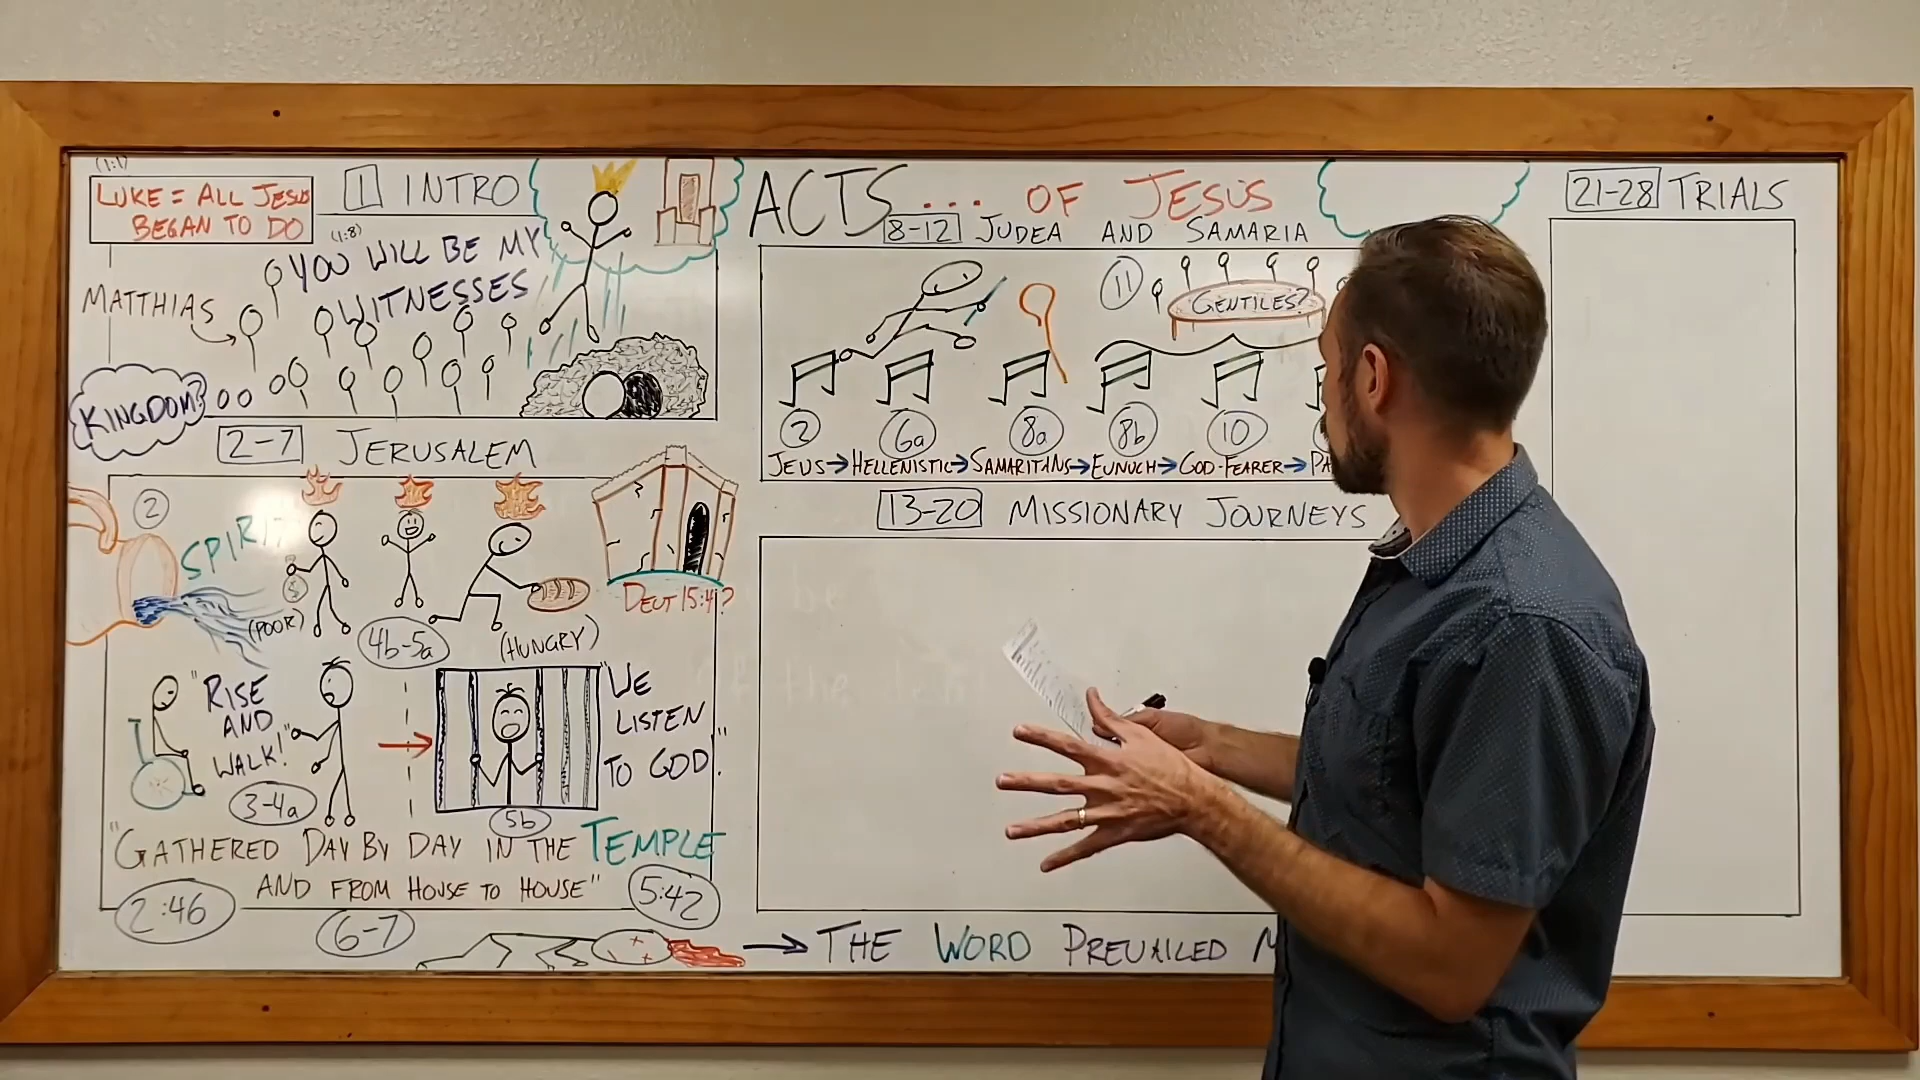 (1:1)
LUKE = ALL JESUS
BEGAN TO DO
1 INTRO
(1:8)
YOU WILL BE MY
WITNESSES
MATTHIAS
KINGDOM?
2-7 JERUSALEM
2
SPIRIT
$
(POOR)
4b-5a
(HUNGRY)
DEUT 15:4?
"RISE
AND
WALK!"
3-4a
5b
"WE
LISTEN
TO GOD."
"GATHERED DAY BY DAY IN THE TEMPLE
AND FROM HOUSE TO HOUSE"
2:46
5:42
6-7
ACTS... OF JESUS
8-12 JUDEA AND SAMARIA
11
GENTILES?
2 6a 8a 8b 10
JEUS→HELLENISTIC→SAMARITANS→EUNUCH→GOD-FEARER→PA
13-20 MISSIONARY JOURNEYS
→ THE WORD PREVAILED M
21-28 TRIALS